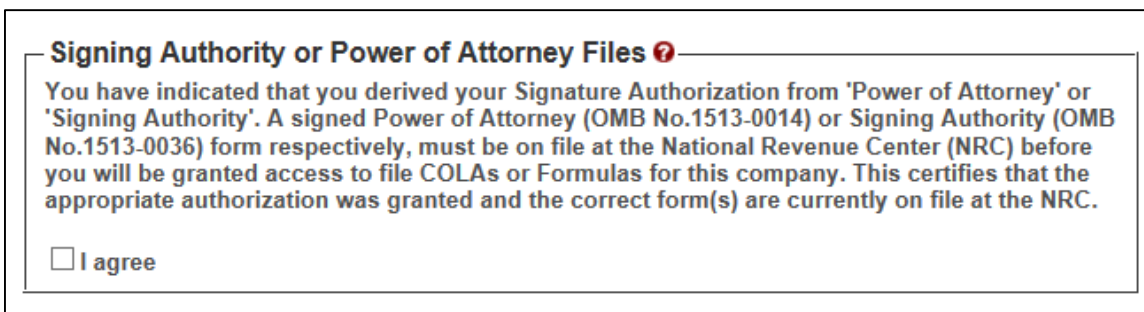 Signing Authority or Power of Attorney Files ?
You have indicated that you derived your Signature Authorization from 'Power of Attorney' or
'Signing Authority'. A signed Power of Attorney (OMB No.1513-0014) or Signing Authority (OMB
No.1513-0036) form respectively, must be on file at the National Revenue Center (NRC) before
you will be granted access to file COLAs or Formulas for this company. This certifies that the
appropriate authorization was granted and the correct form(s) are currently on file at the NRC.
I agree